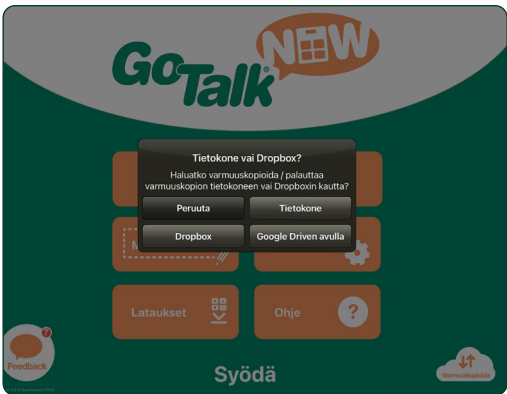 GoTalk NOW
Tietokone vai Dropbox?
Haluatko varmuuskopioida / palauttaa
varmuuskopion tietokoneen vai Dropboxin kautta?
Peruuta
Tietokone
Dropbox
Google Driven avulla
M
Lataukset
Ohje
?
7
Feedback
Syödä
Varmuuskopioida